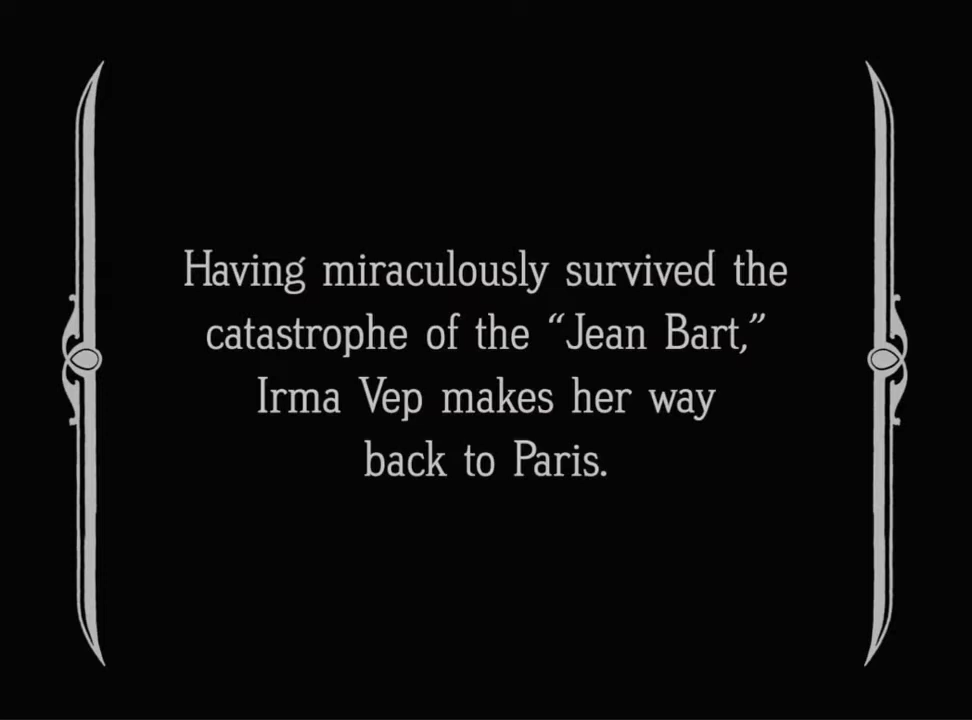 Having miraculously survived the
catastrophe of the “Jean Bart,”
Irma Vep makes her way
back to Paris.